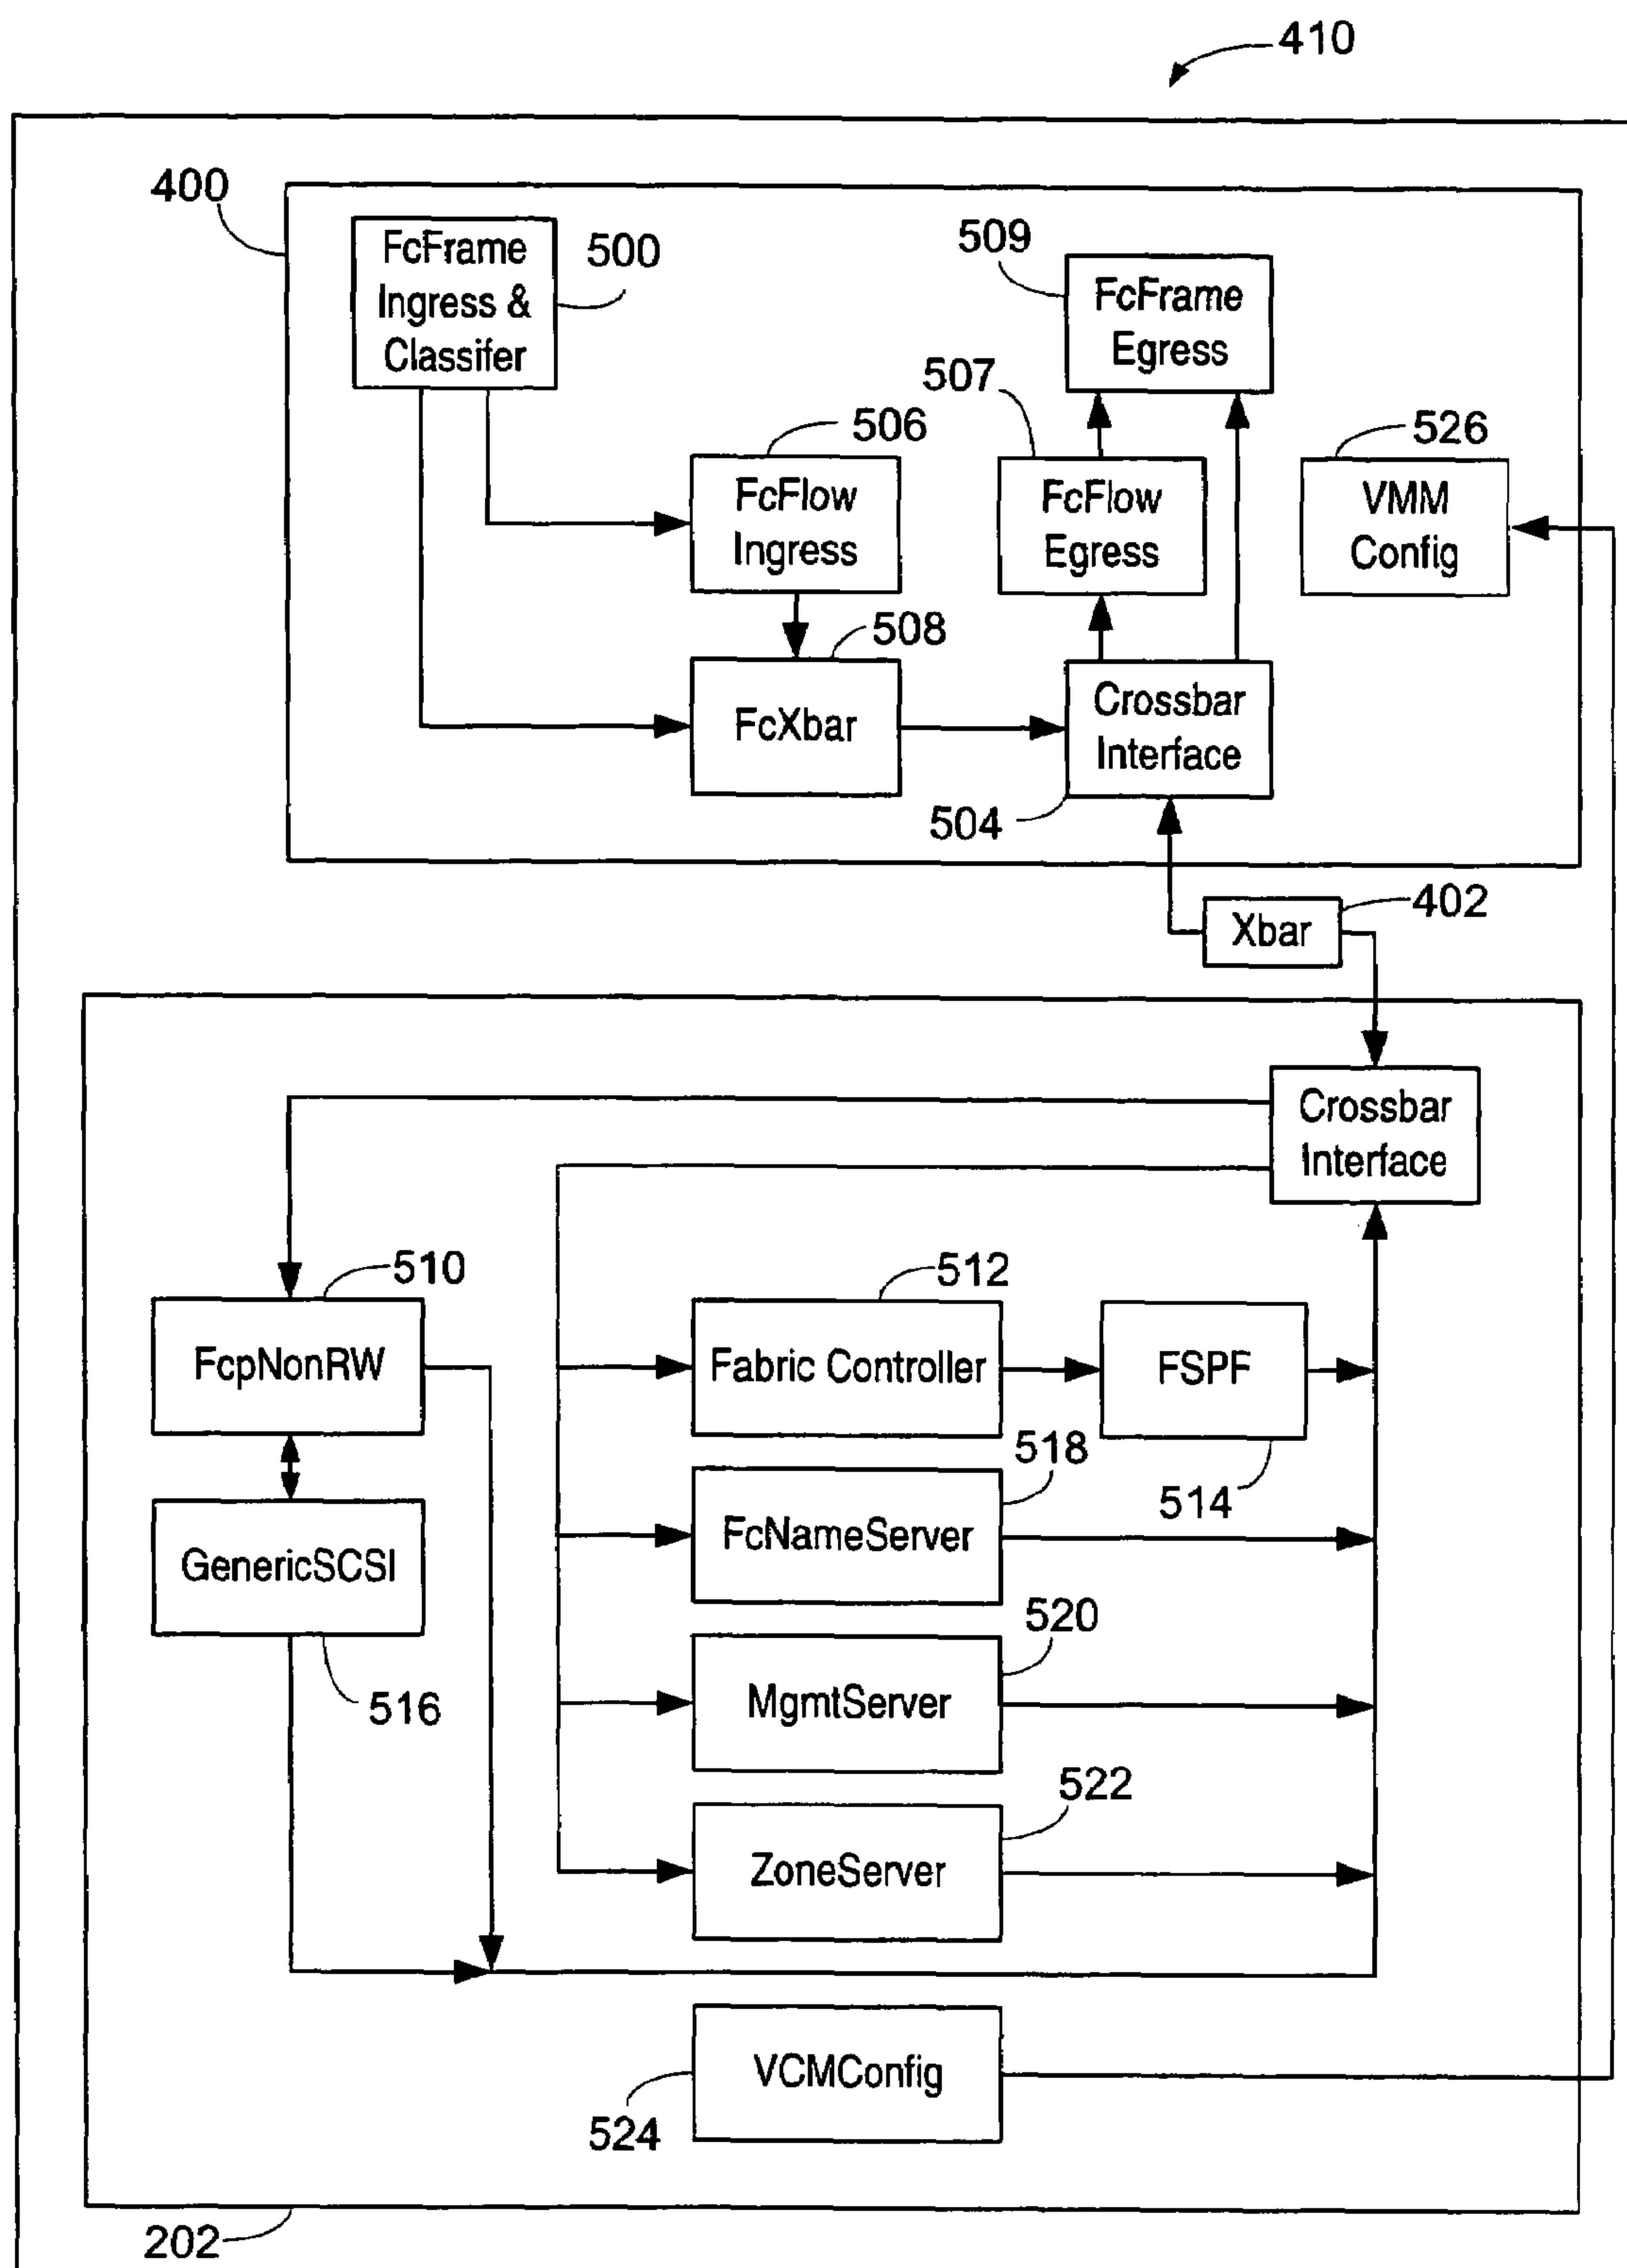 410
400
FcFrame
Ingress &
Classifer
500
509
FcFrame
Egress
506
507
526
FcFlow
Ingress
FcFlow
Egress
VMM
Config
508
FcXbar
Crossbar
Interface
504
Xbar
402
Crossbar
Interface
510
512
FcpNonRW
Fabric Controller
FSPF
518
514
GenericSCSI
FcNameServer
516
520
MgmtServer
522
ZoneServer
VCMConfig
524
202